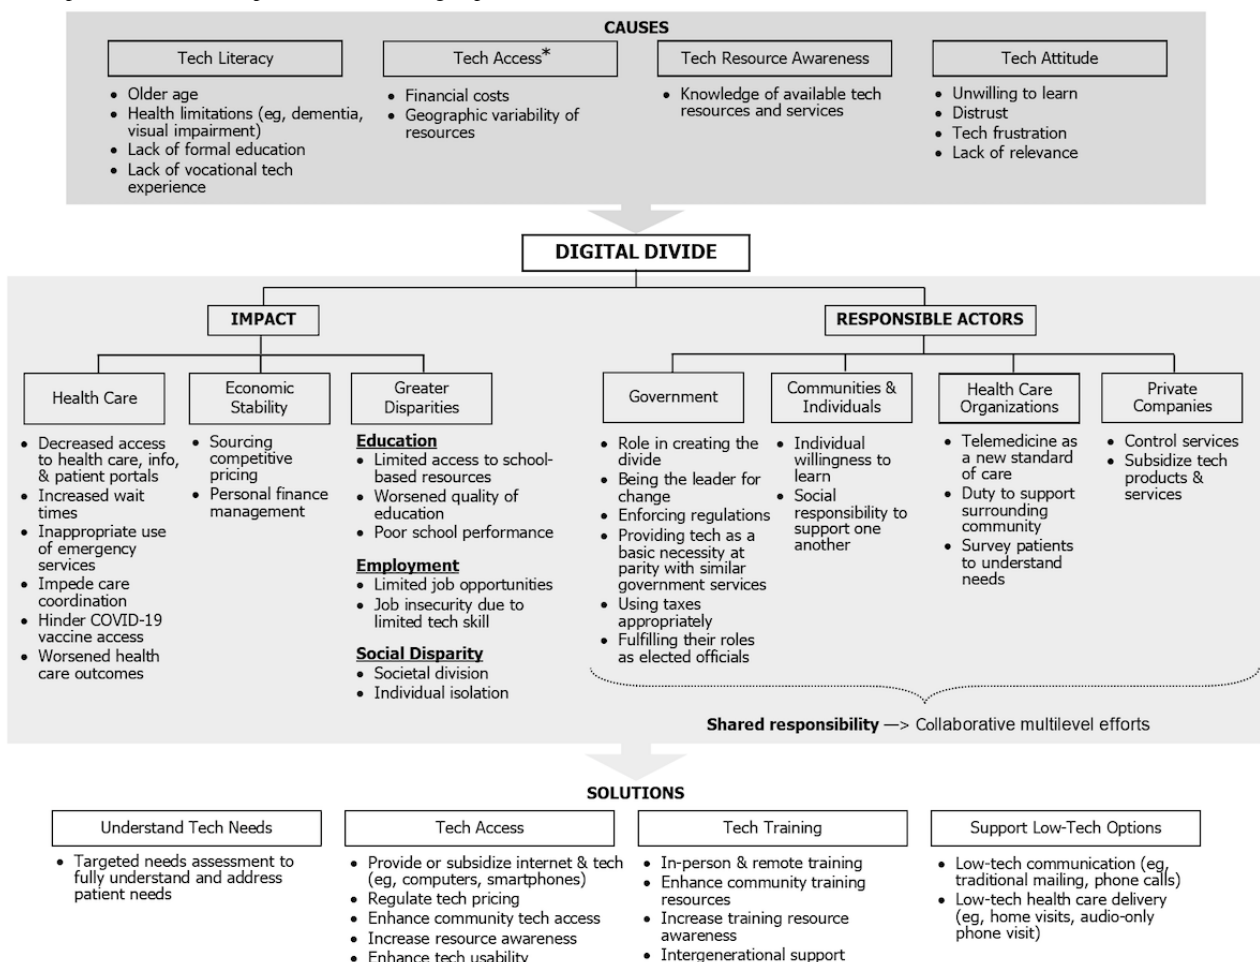 CAUSES
Tech Literacy
• Older age
• Health limitations (eg, dementia,
visual impairment)
• Lack of formal education
• Lack of vocational tech
experience
Tech Access*
• Financial costs
• Geographic variability of
resources
Tech Resource Awareness
• Knowledge of available tech
resources and services
Tech Attitude
• Unwilling to learn
• Distrust
• Tech frustration
• Lack of relevance
DIGITAL DIVIDE
IMPACT
Health Care
• Decreased access
to health care, info,
& patient portals
• Increased wait
times
• Inappropriate use
of emergency
services
• Impede care
coordination
• Hinder COVID-19
vaccine access
• Worsened health
care outcomes
Economic
Stability
• Sourcing
competitive
pricing
• Personal finance
management
Greater
Disparities
Education
• Limited access to school-
based resources
• Worsened quality of
education
• Poor school performance
Employment
• Limited job opportunities
• Job insecurity due to
limited tech skill
Social Disparity
• Societal division
• Individual isolation
RESPONSIBLE ACTORS
Government
• Role in creating the
divide
• Being the leader for
change
• Enforcing regulations
• Providing tech as a
basic necessity at
parity with similar
government services
• Using taxes
appropriately
• Fulfilling their roles
as elected officials
Communities &
Individuals
• Individual
willingness to
learn
• Social
responsibility to
support one
another
Health Care
Organizations
• Telemedicine as
a new standard
of care
• Duty to support
surrounding
community
• Survey patients
to understand
needs
Private
Companies
• Control services
• Subsidize tech
products &
services
Shared responsibility —> Collaborative multilevel efforts
SOLUTIONS
Understand Tech Needs
• Targeted needs assessment to
fully understand and address
patient needs
Tech Access
• Provide or subsidize internet & tech
(eg, computers, smartphones)
• Regulate tech pricing
• Enhance community tech access
• Increase resource awareness
• Enhance tech usability
Tech Training
• In-person & remote training
• Enhance community training
resources
• Increase training resource
awareness
• Intergenerational support
Support Low-Tech Options
• Low-tech communication (eg,
traditional mailing, phone calls)
• Low-tech health care delivery
(eg, home visits, audio-only
phone visit)